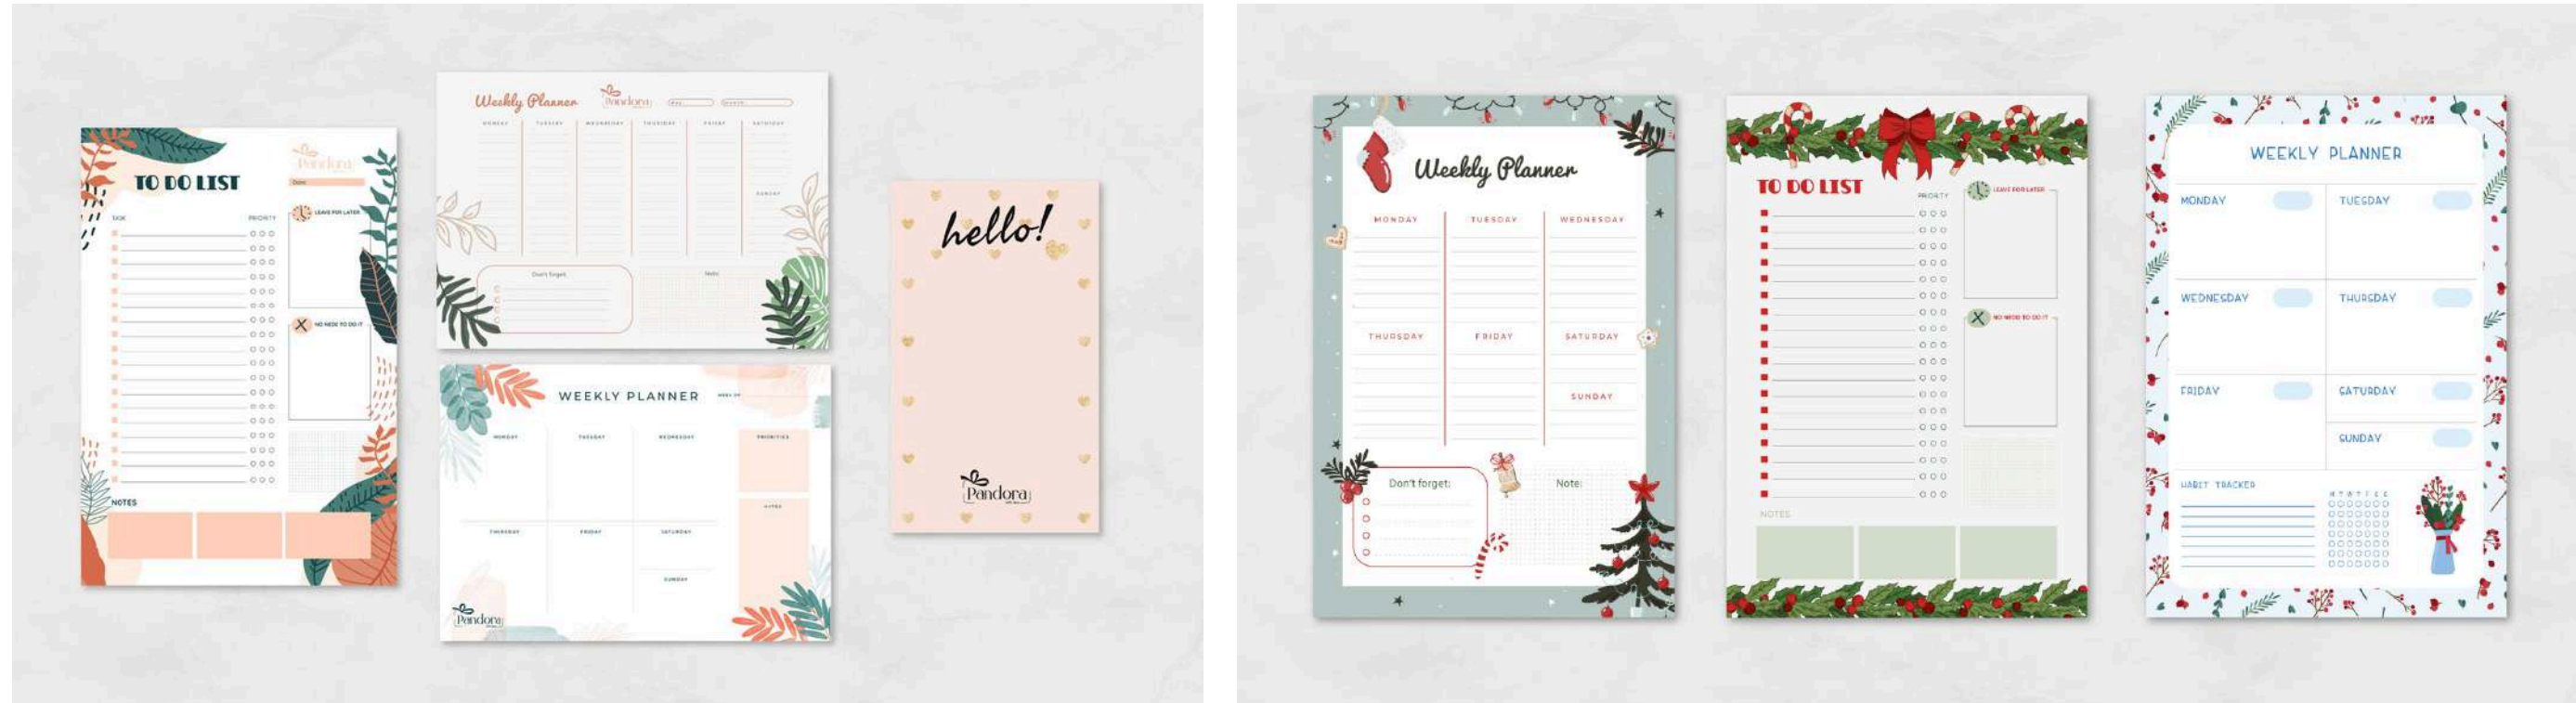 TO DO LIST
Pandora
Date:
TASK
PRIORITY
LEAVE FOR LATER
NO NEED TO DO IT
NOTES
Weekly Planner
Pandora
MONDAY TUESDAY WEDNESDAY THURSDAY FRIDAY SATURDAY
SUNDAY
Don't forget:
Note:
WEEKLY PLANNER
WEEK OF
MONDAY TUESDAY WEDNESDAY PRIORITIES
NOTES
THURSDAY FRIDAY SATURDAY
SUNDAY
Pandora
hello!
Pandora
Weekly Planner
MONDAY TUESDAY WEDNESDAY
THURSDAY FRIDAY SATURDAY
SUNDAY
Don't forget:
Note:
TO DO LIST
PRIORITY
LEAVE FOR LATER
NO NEED TO DO IT
NOTES
WEEKLY PLANNER
MONDAY TUESDAY
WEDNESDAY THURSDAY
FRIDAY SATURDAY
SUNDAY
HABIT TRACKER